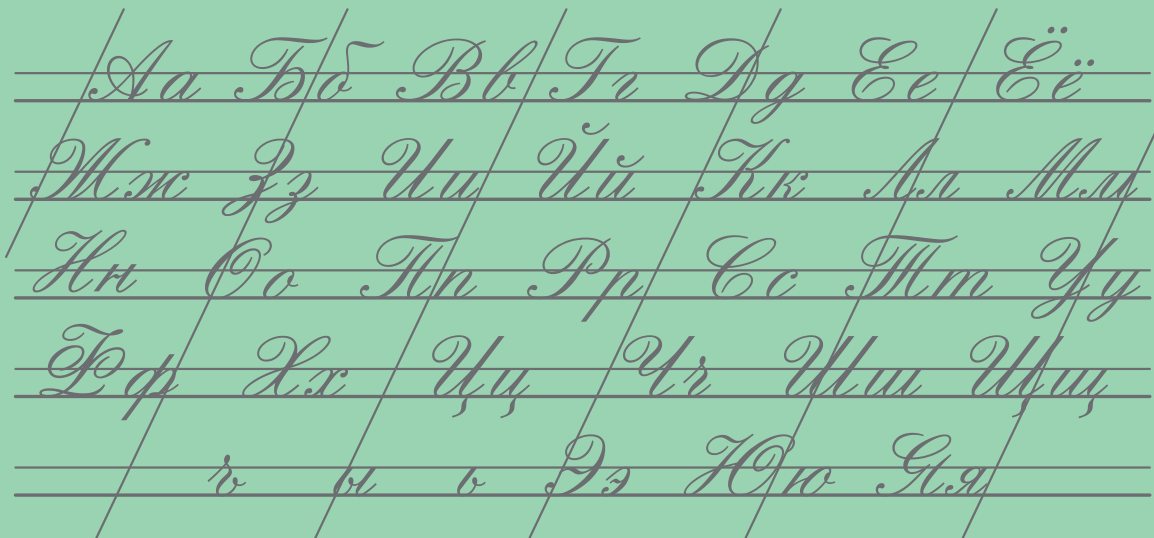 Аа Бб Вв Гг Дд Ее Ёё
Жж Зз Ии Йй Кк Лл Мм
Нн Оо Пп Рр Сс Тт Уу
Фф Хх Цц Чч Шш Щщ
ъ ы ь Ээ Юю Яя